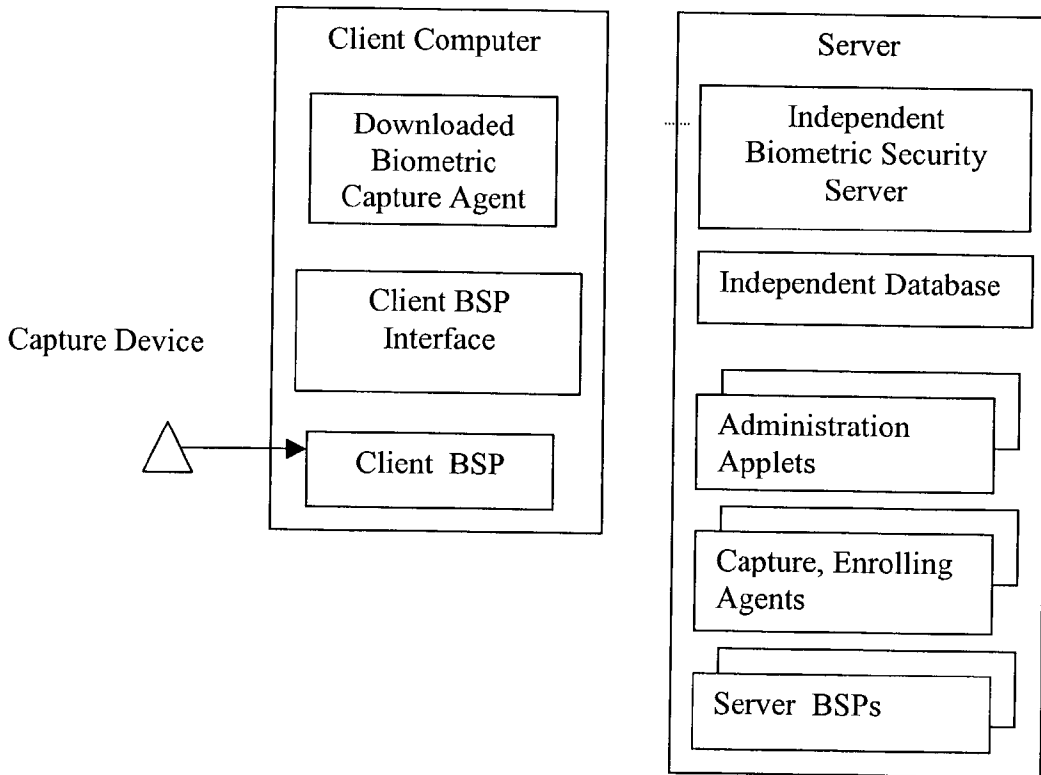 Client Computer
Downloaded
Biometric
Capture Agent
Client BSP
Interface
Capture Device
Client BSP
Server
Independent
Biometric Security
Server
Independent Database
Administration
Applets
Capture, Enrolling
Agents
Server BSPs